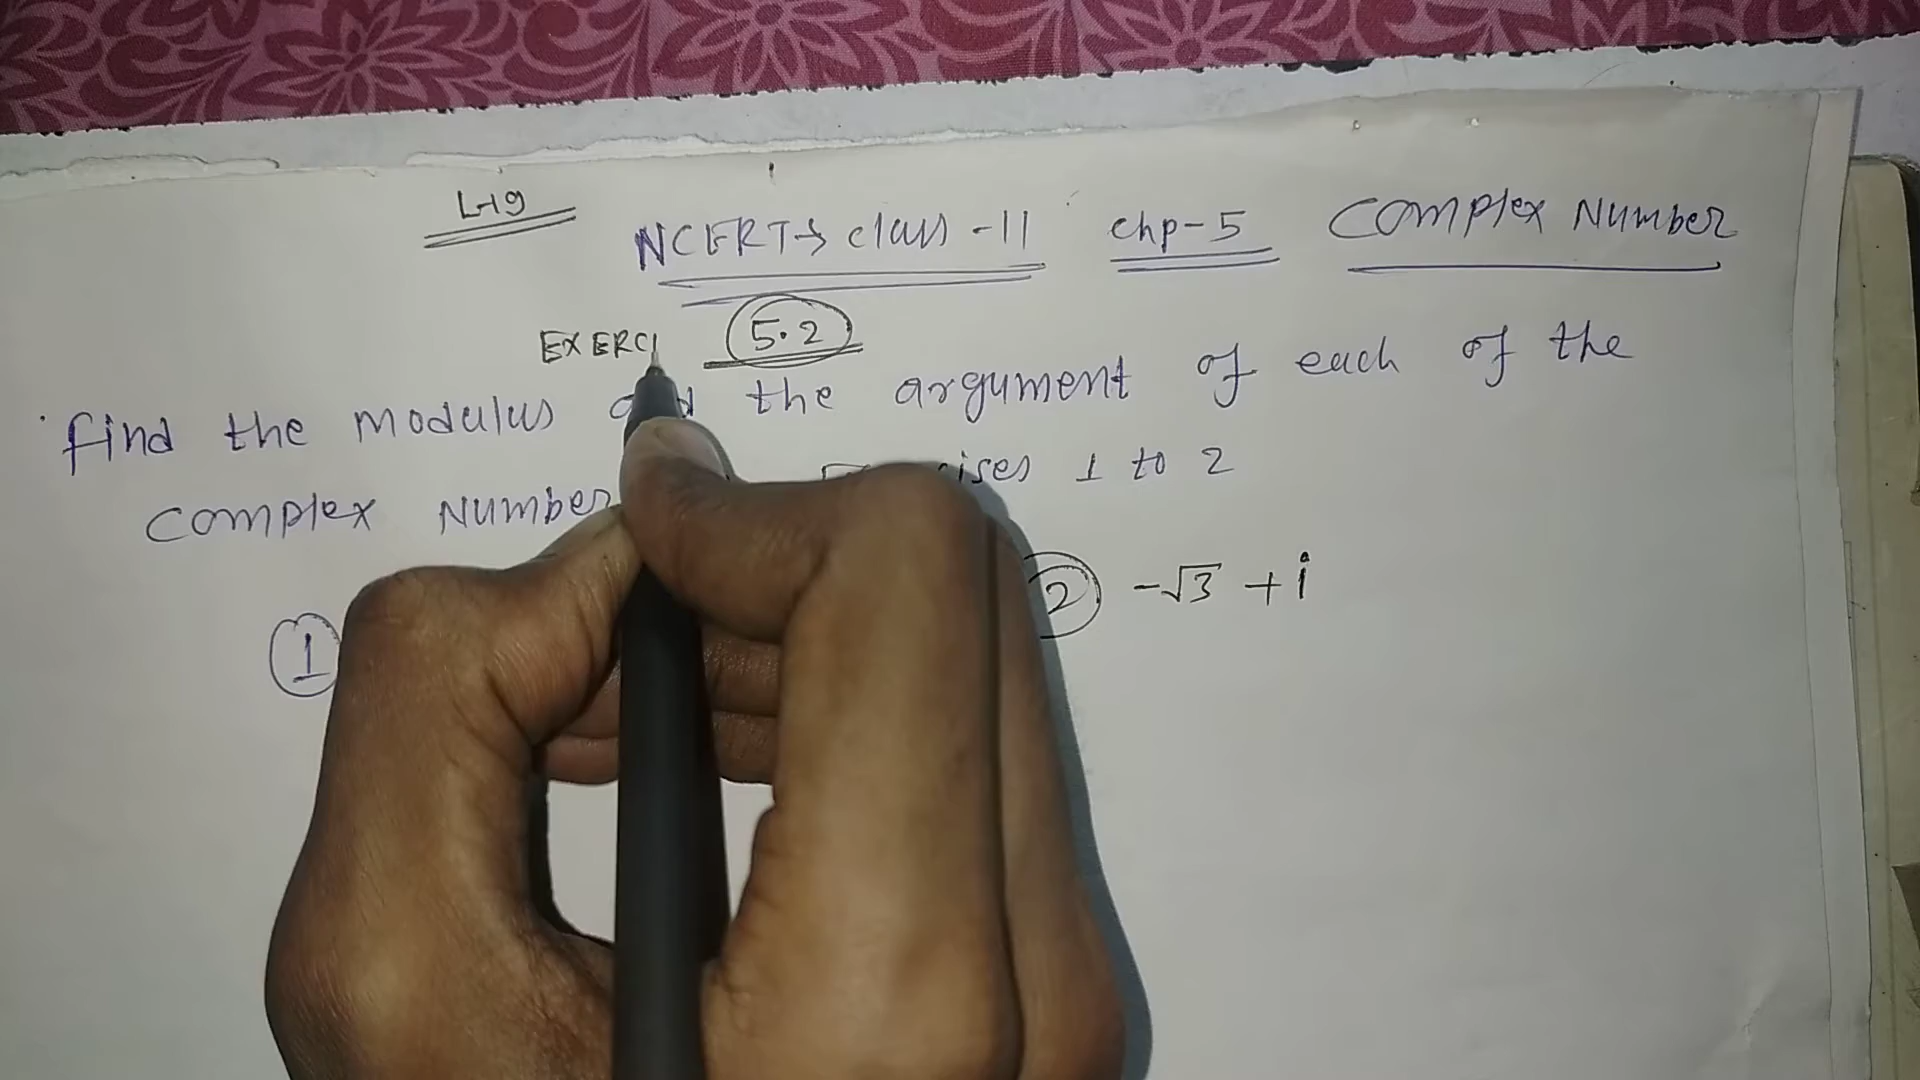 L-19
NCERT→ class -11 chp-5 Complex Number
EXERCI 5.2
find the modulus and the argument of each of the
Complex Number 1 to 2
① ② -√3 + i